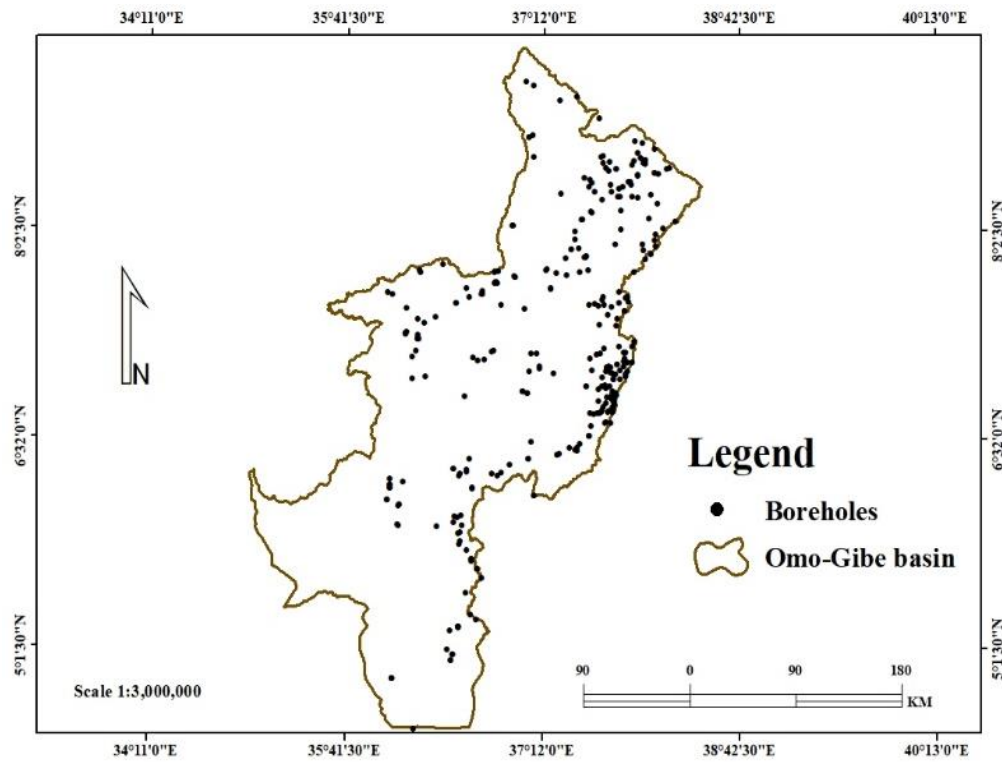 34°11'0"E 35°41'30"E 37°12'0"E 38°42'30"E 40°13'0"E
8°2'30"N 8°2'30"N
N
6°32'0"N 6°32'0"N
Legend
Boreholes
Omo-Gibe basin
5°1'30"N 5°1'30"N
90 0 90 180
Scale 1:3,000,000 KM
34°11'0"E 35°41'30"E 37°12'0"E 38°42'30"E 40°13'0"E